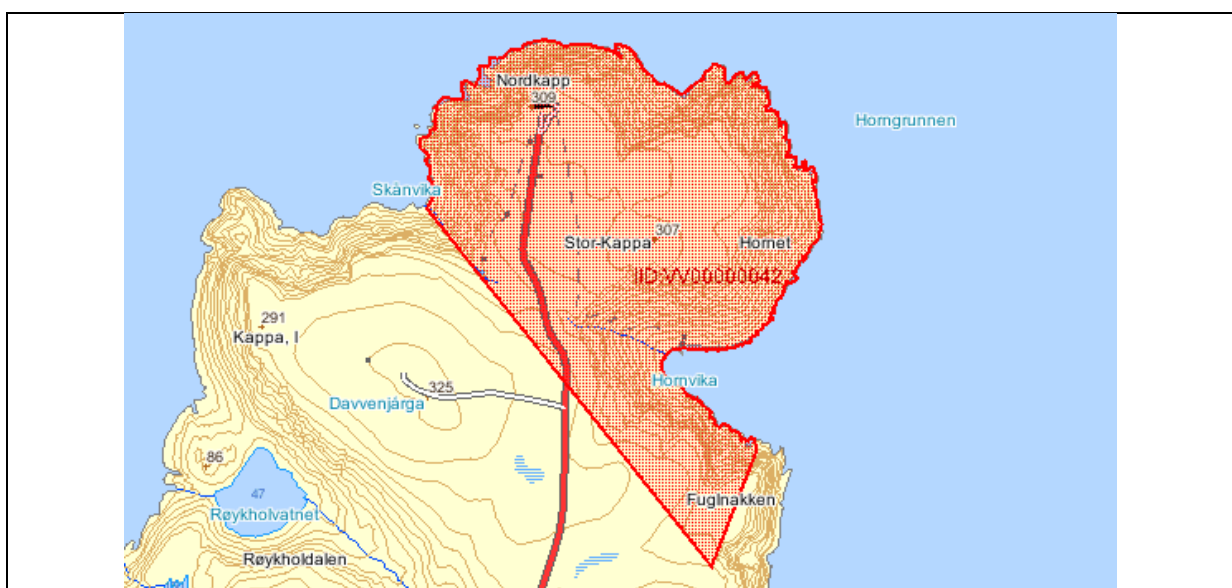 Nordkapp
309
Horngrunnen
Skånvika
307
Stor-Kappa
Hornet
IID:VV00000042
291
Kappa, I
Hornvika
325
Davvenjárga
86
47
Fuglnakken
Røykholvatnet
Røykholdalen